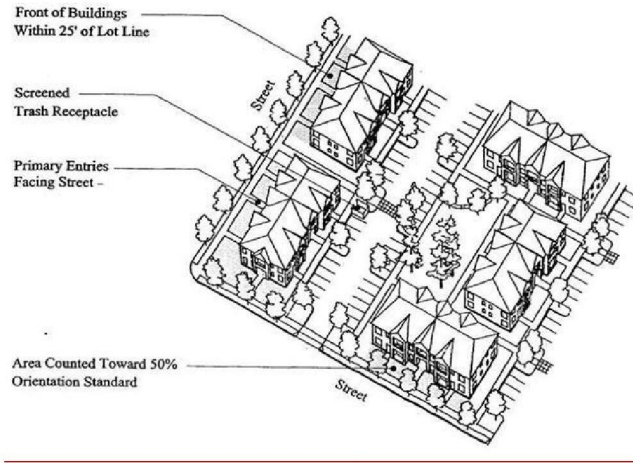 Front of Buildings
Within 25' of Lot Line
Street
Screened
Trash Receptacle
Primary Entries
Facing Street –
Area Counted Toward 50%
Orientation Standard
Street